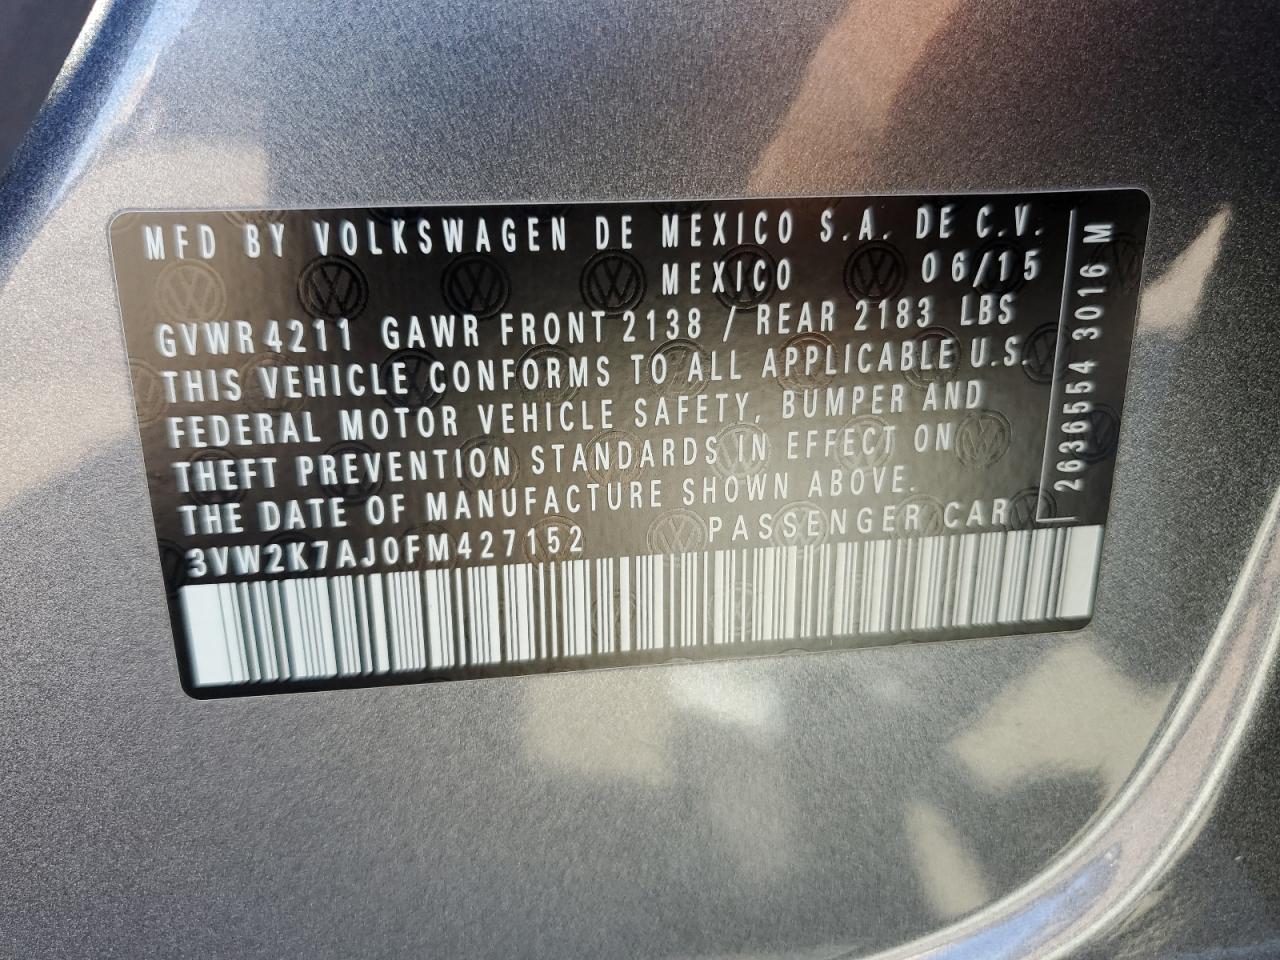 MFD BY VOLKSWAGEN DE MEXICO S.A. DE C.V.
MEXICO 06/15
GVWR 4211 GAWR FRONT 2138 / REAR 2183 LBS
THIS VEHICLE CONFORMS TO ALL APPLICABLE U.S.
FEDERAL MOTOR VEHICLE SAFETY, BUMPER AND
THEFT PREVENTION STANDARDS IN EFFECT ON
THE DATE OF MANUFACTURE SHOWN ABOVE.
3VW2K7AJ0FM427152 PASSENGER CAR
2636554 3016 M